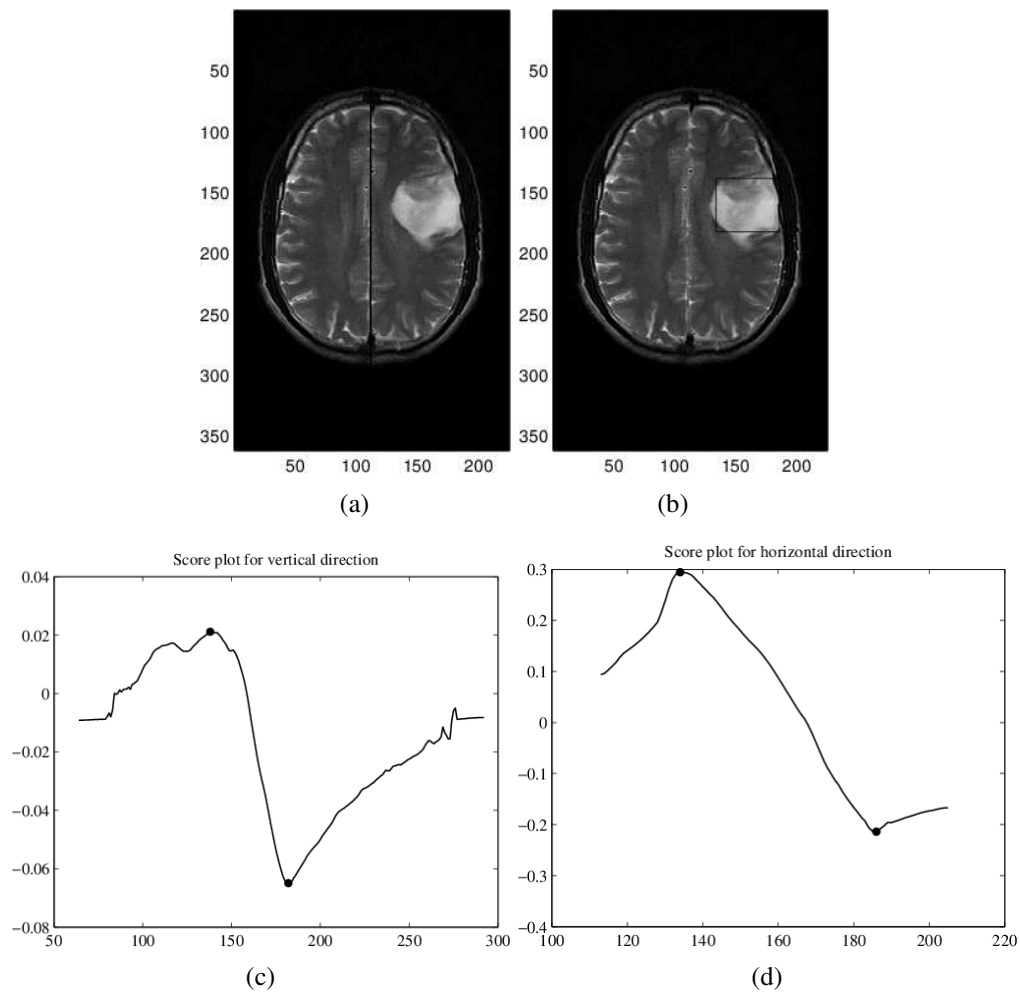 50
100
150
200
250
300
350
50 100 150 200
(a)
50
100
150
200
250
300
350
50 100 150 200
(b)
Score plot for vertical direction
0.04
0.02
0
−0.02
−0.04
−0.06
−0.08
50 100 150 200 250 300
(c)
Score plot for horizontal direction
0.3
0.2
0.1
0
−0.1
−0.2
−0.3
−0.4
100 120 140 160 180 200 220
(d)